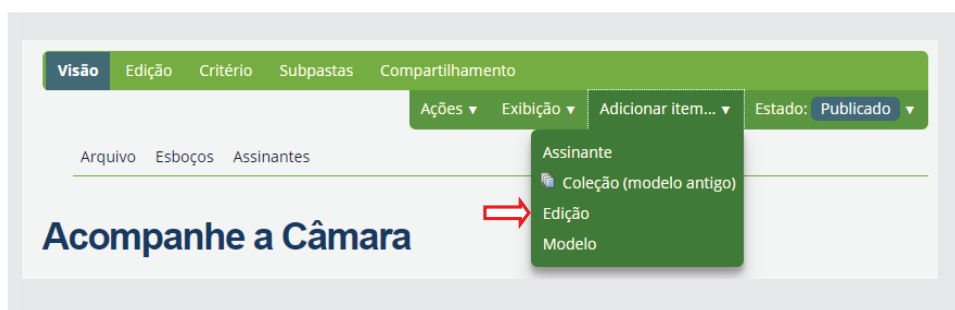 Visão Edição Critério Subpastas Compartilhamento
Ações ▼ Exibição ▼ Adicionar item... ▼ Estado: Publicado ▼
Arquivo Esboços Assinantes
Assinante
Coleção (modelo antigo)
Edição
Modelo
Acompanhe a Câmara